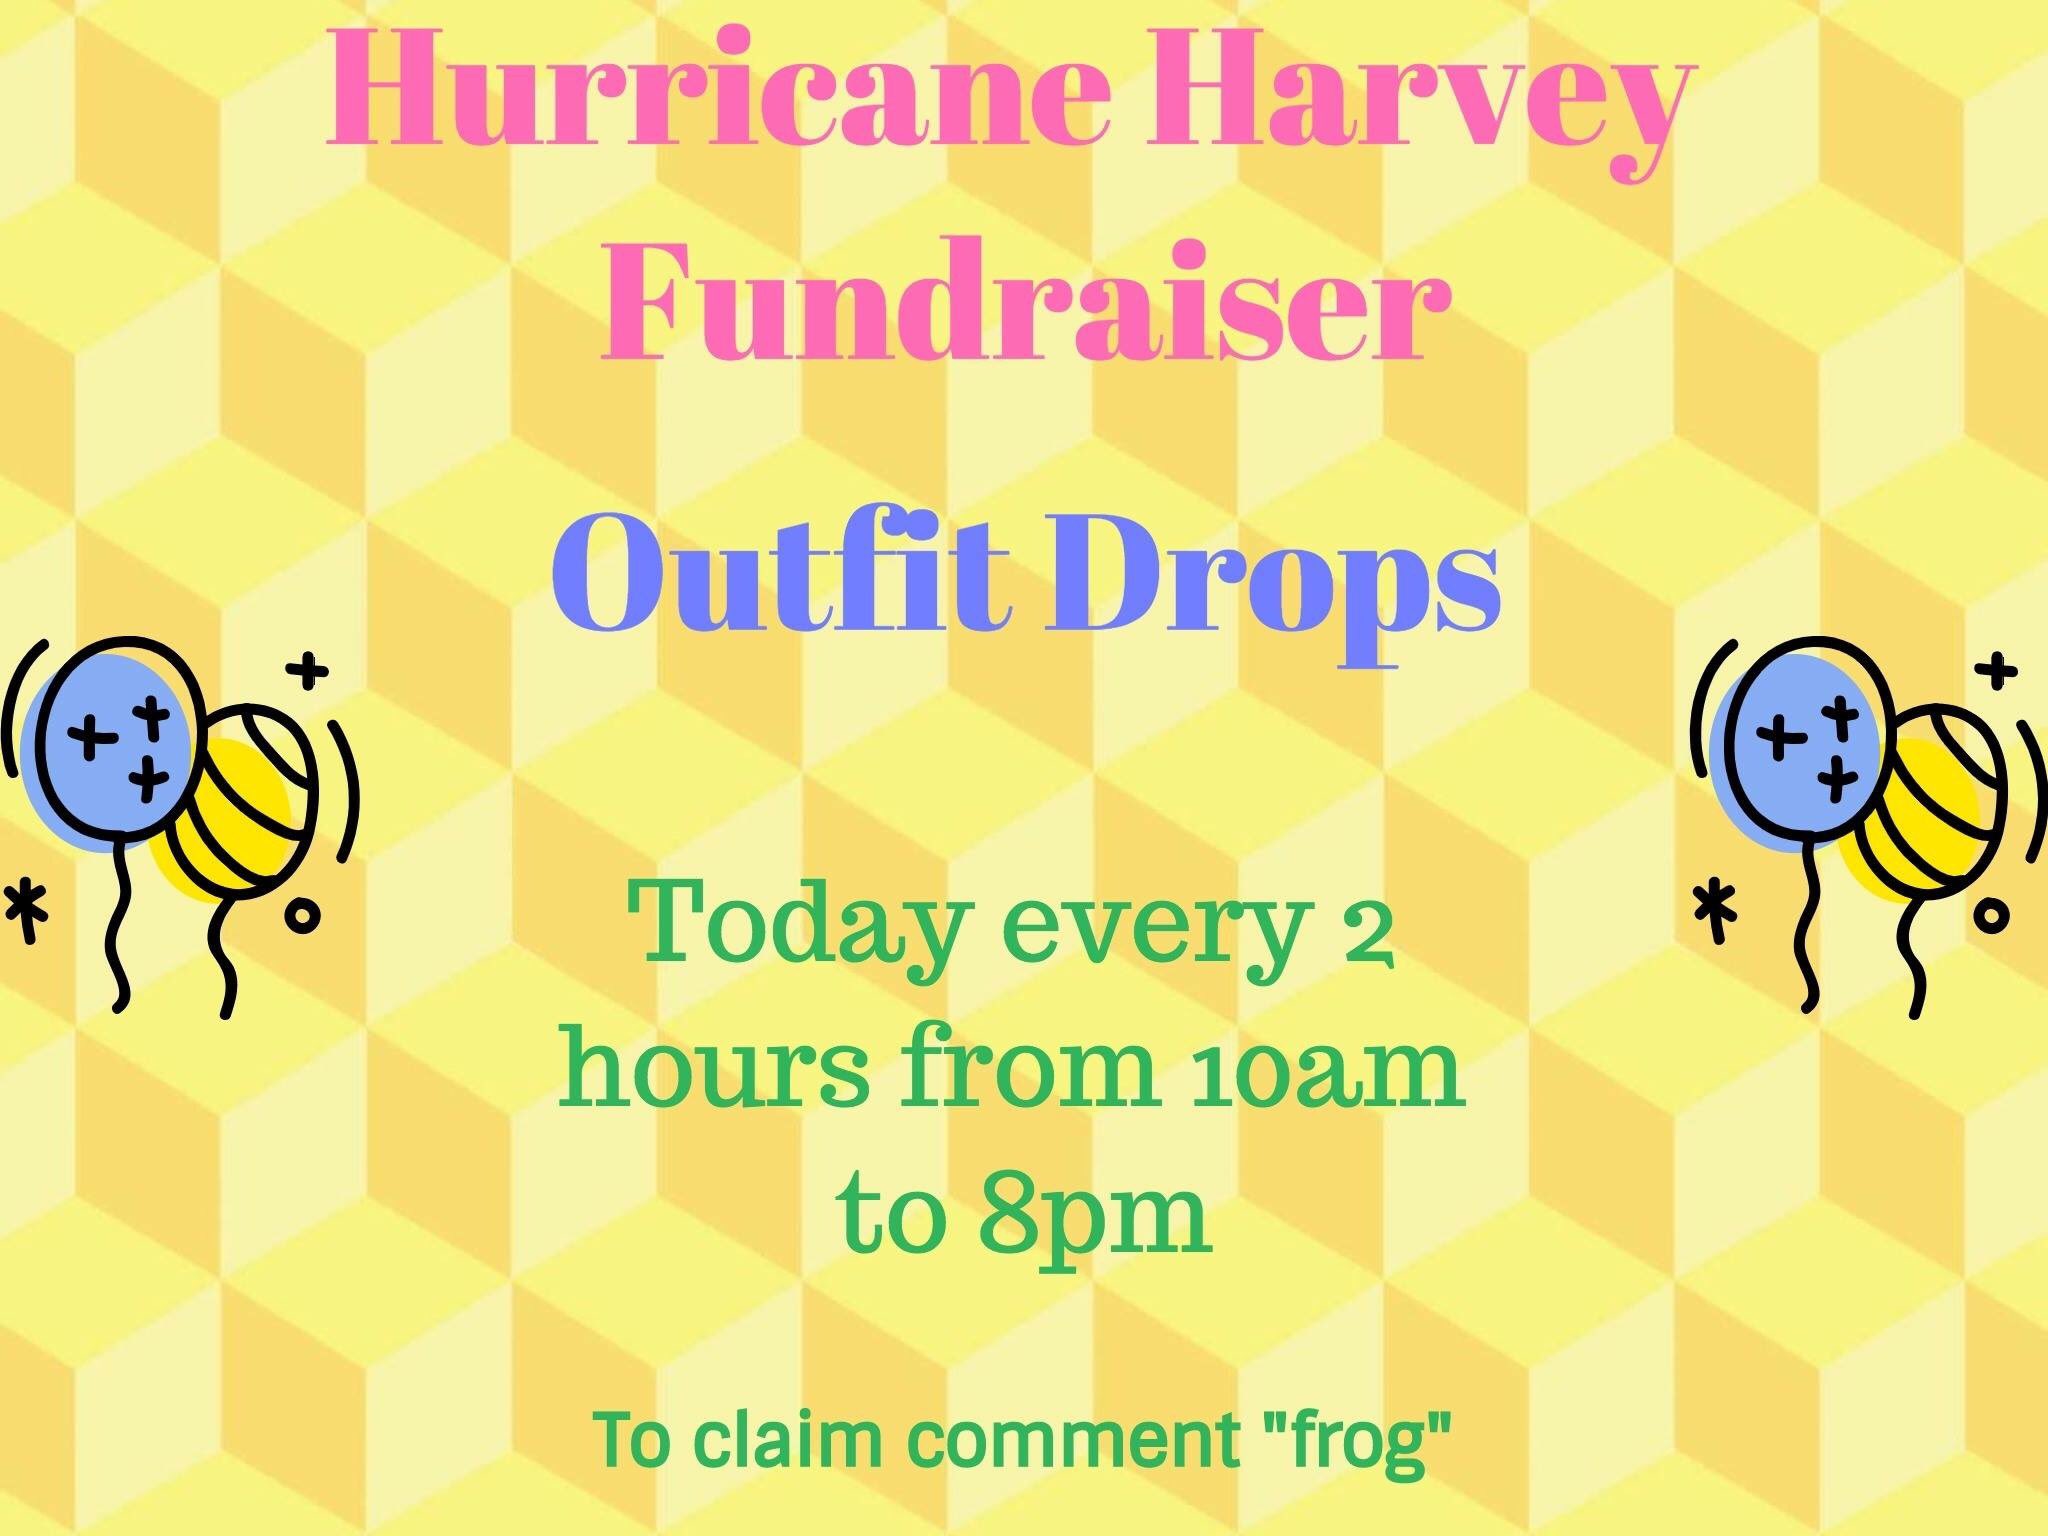 Hurricane Harvey
Fundraiser
Outfit Drops
Today every 2
hours from 10am
to 8pm
To claim comment "frog"